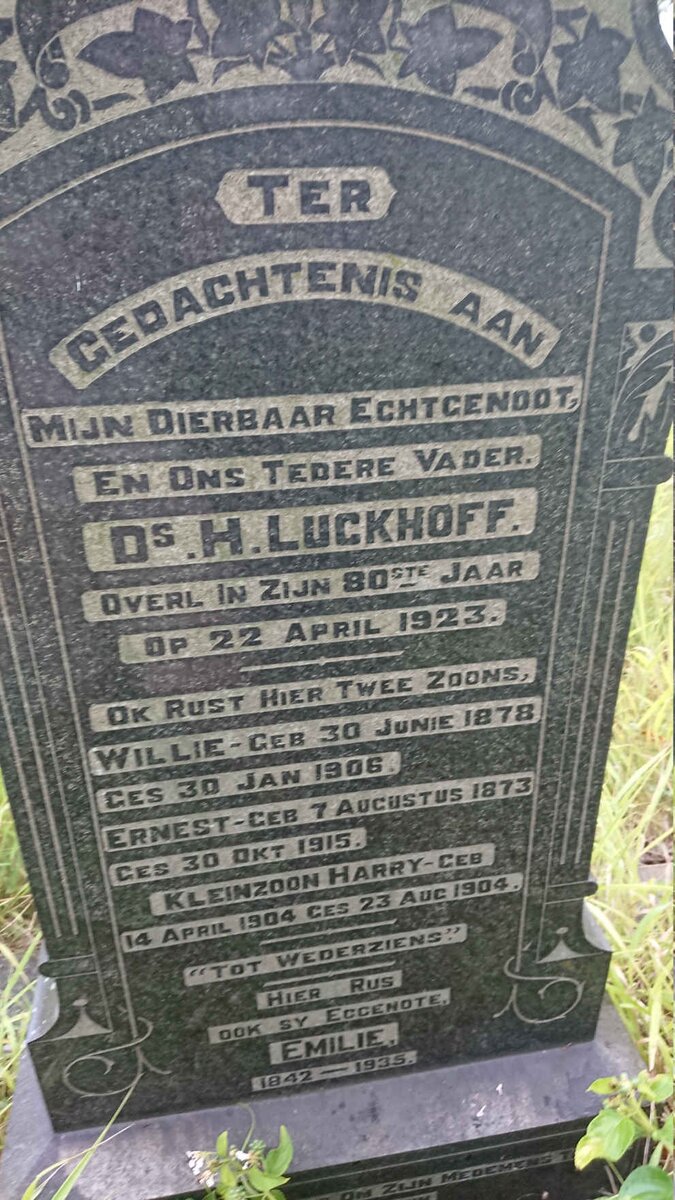 TER
GEDACHTENIS AAN
MIJN DIERBAAR ECHTGENOOT,
EN ONS TEDERE VADER.
Ds. H. LUCKHOFF.
OVERL IN ZIJN 80STE JAAR
OP 22 APRIL 1923.
OK RUST HIER TWEE ZOONS,
WILLIE-GEB 30 JUNIE 1878
GES 30 JAN 1906.
ERNEST-GEB 7 AUGUSTUS 1873
GES 30 OKT 1915.
KLEINZOON HARRY-GEB
14 APRIL 1904 GES 23 AUG 1904.
"TOT WEDERZIENS".
HIER RUS
OOK SY EGGENOTE,
EMILIE,
1842 — 1935.
ZIJN